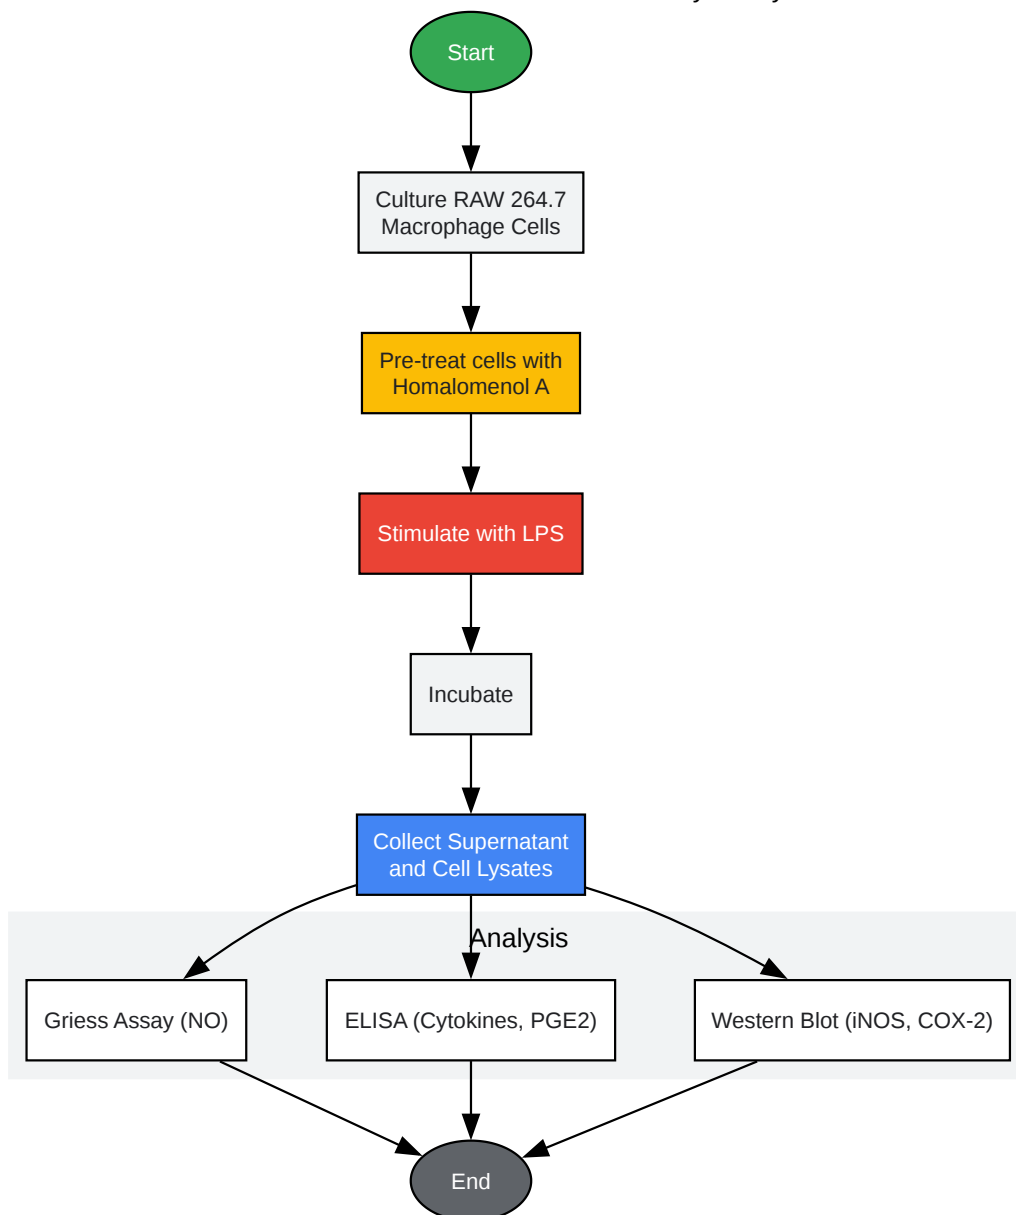 Start
Culture RAW 264.7
Macrophage Cells
Pre-treat cells with
Homalomenol A
Stimulate with LPS
Incubate
Collect Supernatant
and Cell Lysates
Analysis
Griess Assay (NO)
ELISA (Cytokines, PGE2)
Western Blot (iNOS, COX-2)
End